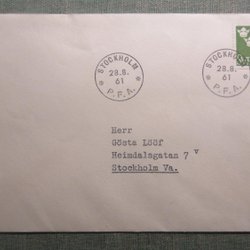 STOCKHOLM
28.8.
61
P.F.A.
STOCKHOLM
28.8.
61
P.F.A.
Herr
Gösta Lööf
Heimdalsgatan 7 v
Stockholm Va.